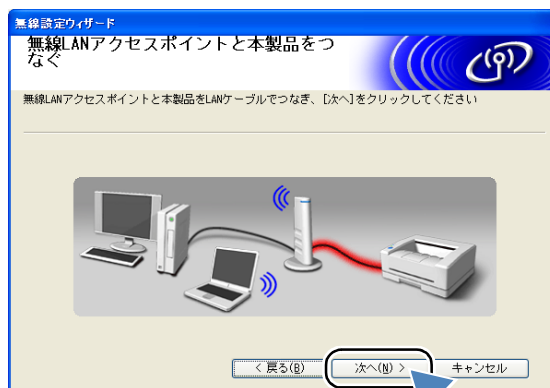 無線設定ウィザード
無線LANアクセスポイントと本製品をつ
なぐ
無線LANアクセスポイントと本製品をLANケーブルでつなぎ、[次へ]をクリックしてください
< 戻る(B)
次へ(N) >
キャンセル